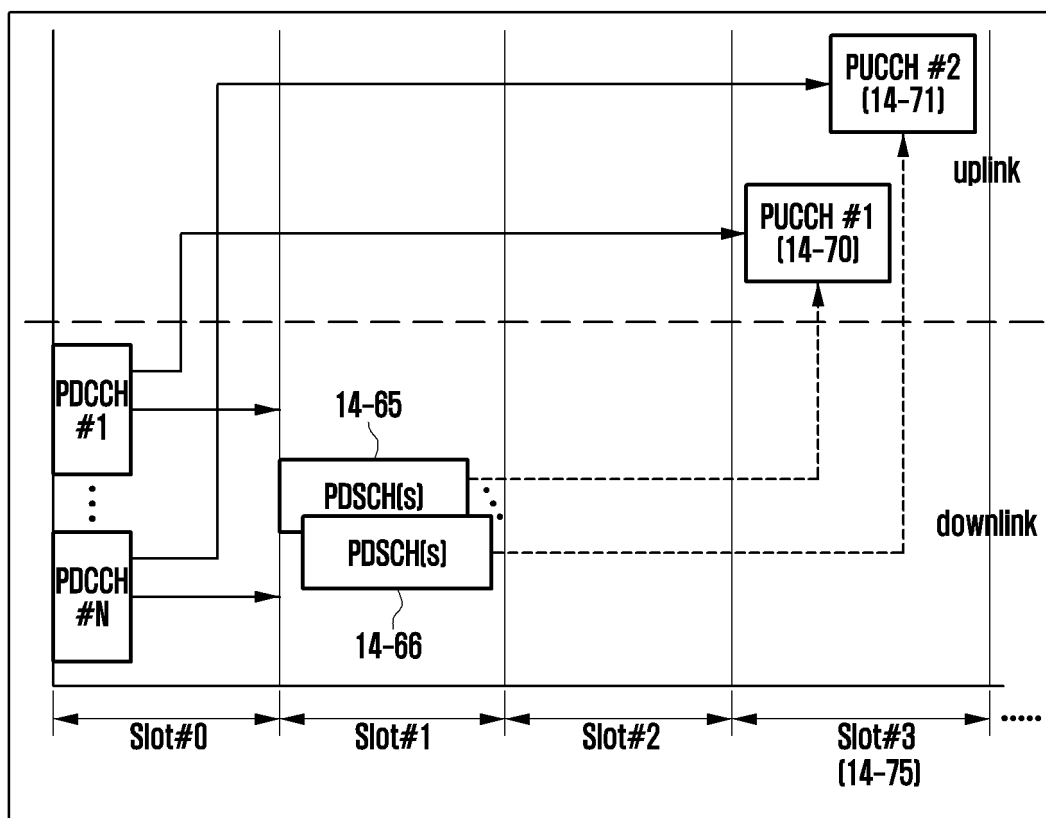 PUCCH #2
(14-71)
uplink
PUCCH #1
(14-70)
PDCCH
#1
14-65
PDSCH(s)
downlink
PDSCH(s)
PDCCH
#N
14-66
Slot#0
Slot#1
Slot#2
Slot#3
(14-75)